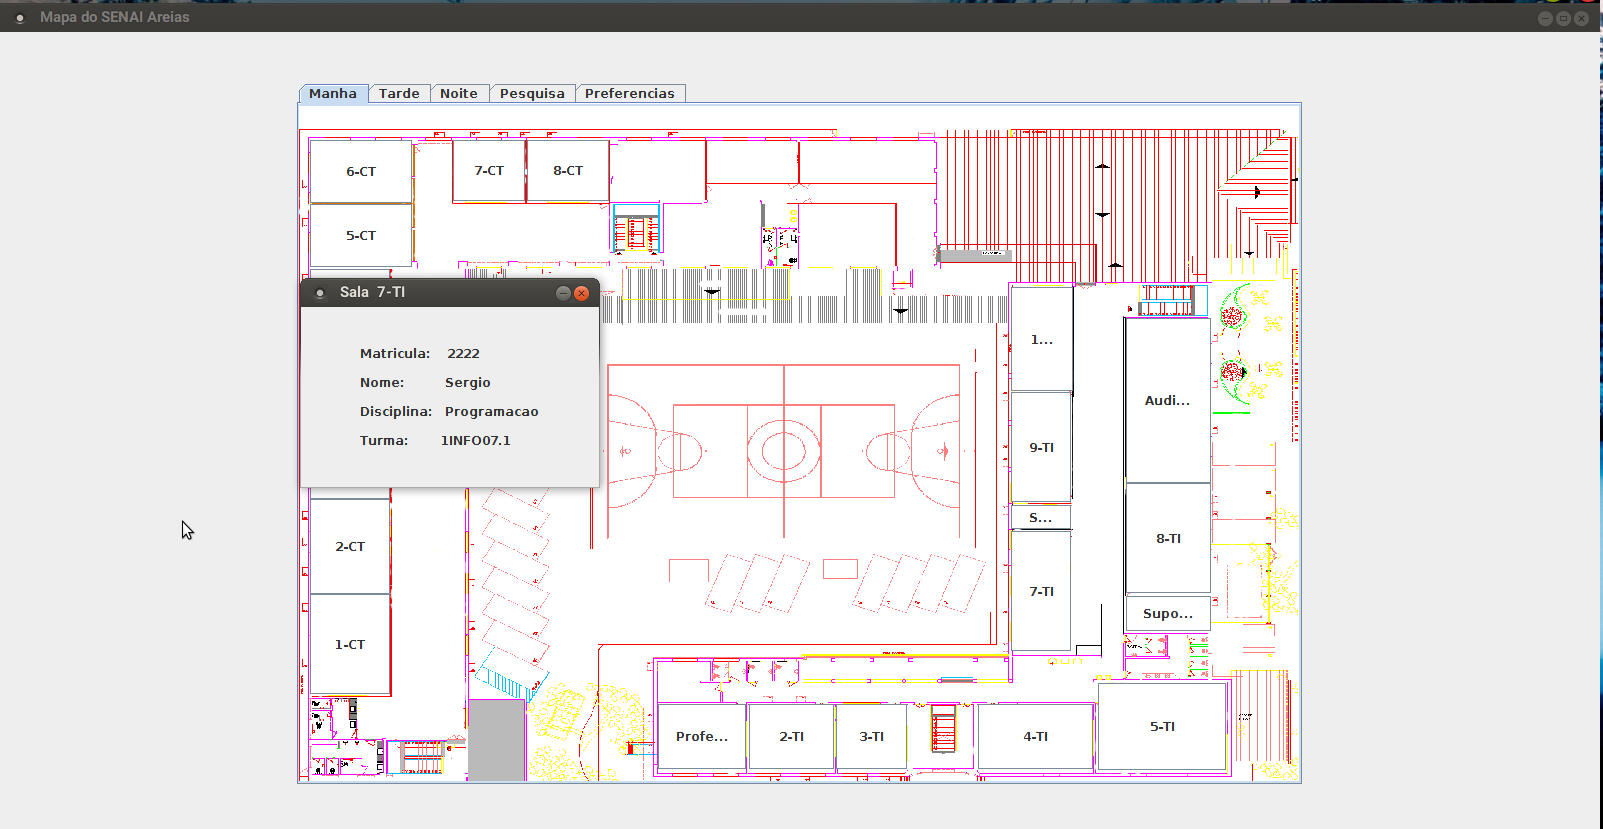 Mapa do SENAI Areias
Manha
Tarde
Noite
Pesquisa
Preferencias
6-CT
7-CT
8-CT
5-CT
Sala 7-TI
Matricula: 2222
Nome: Sergio
Disciplina: Programacao
Turma: 1INFO07.1
1...
Audi...
9-TI
S...
8-TI
2-CT
7-TI
Supo...
1-CT
Profe...
2-TI
3-TI
4-TI
5-TI